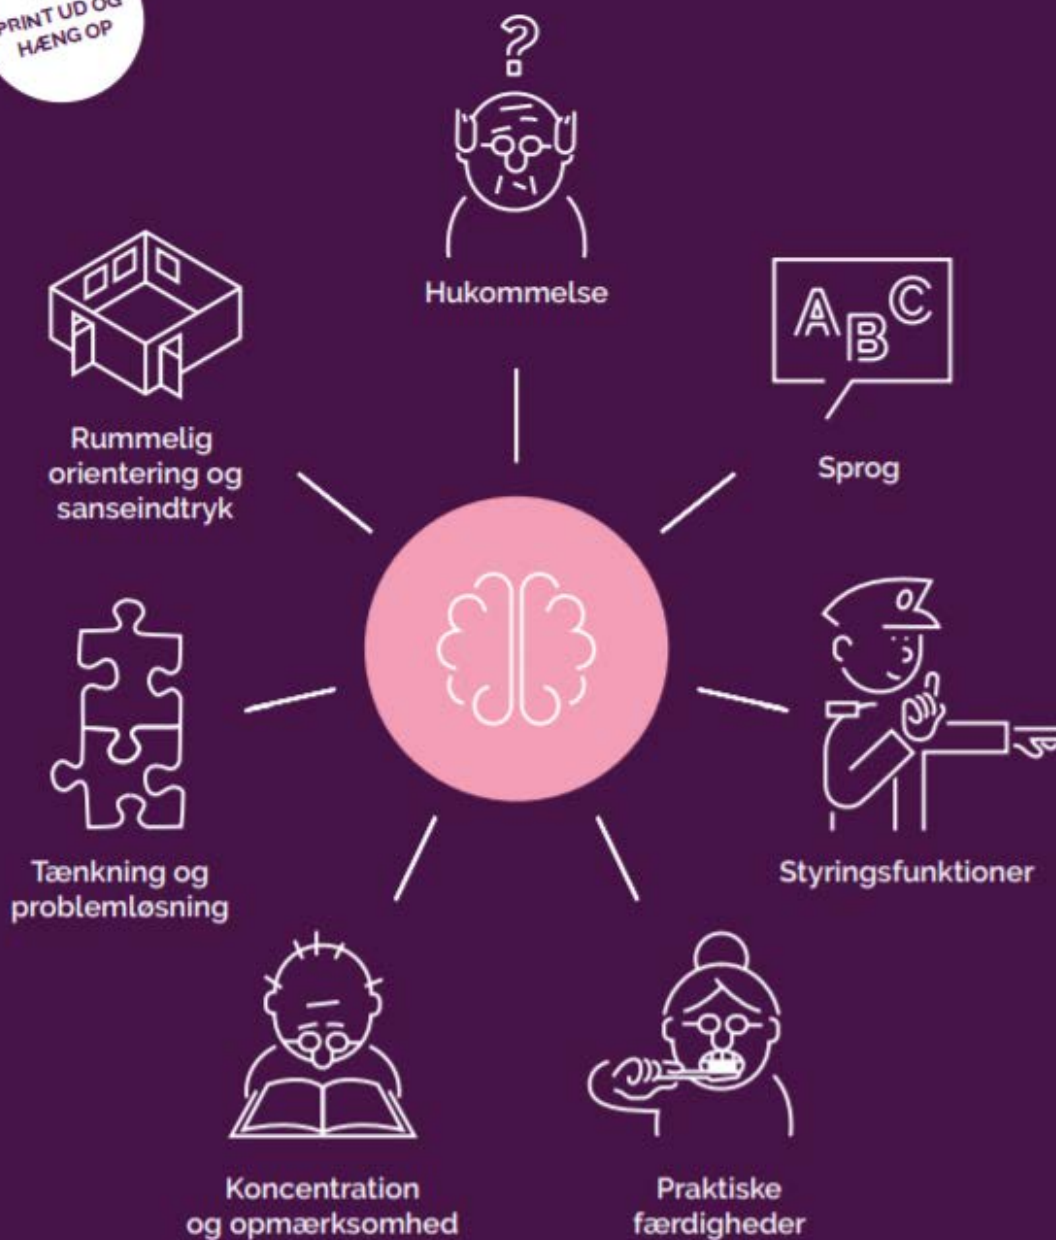 PRINT UD OG
HÆNG OP
Hukommelse
A B C
Sprog
Rummelig
orientering og
sanseindtryk
Styringsfunktioner
Tænkning og
problemløsning
Koncentration
og opmærksomhed
Praktiske
færdigheder